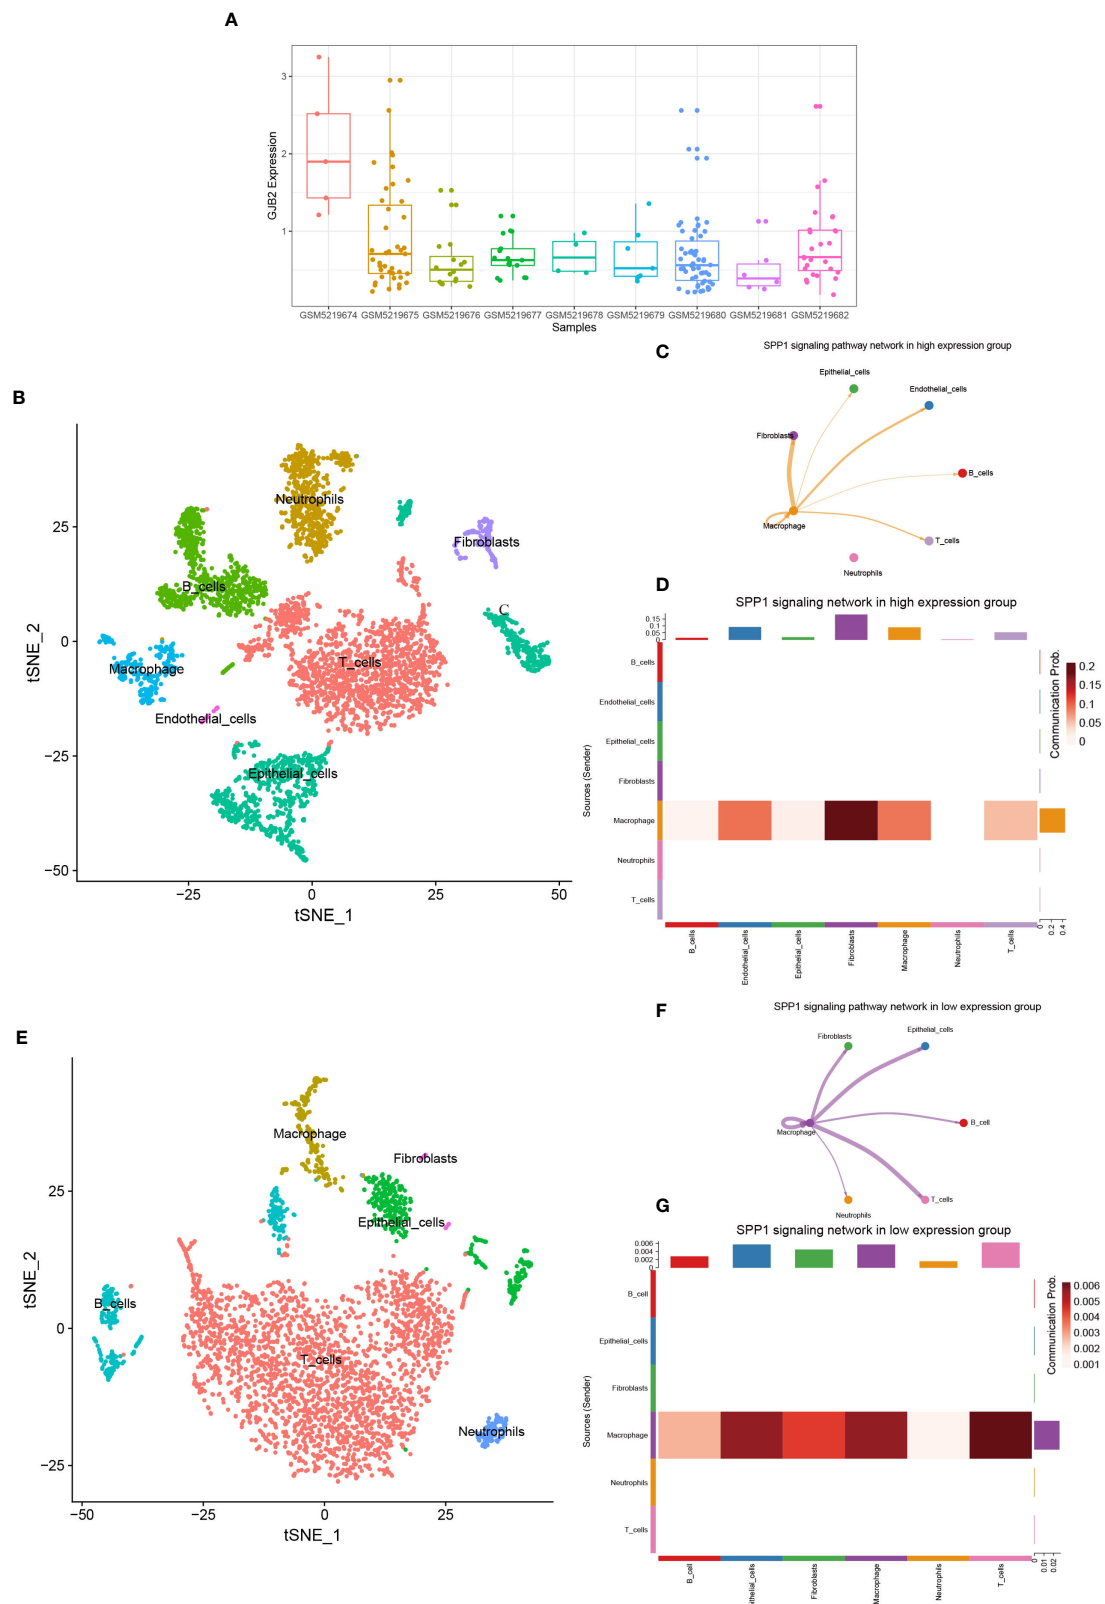 A
3
2
1
GJB2 Expression
GSM5219674 GSM5219675 GSM5219676 GSM5219677 GSM5219678 GSM5219679 GSM5219680 GSM5219681 GSM5219682
Samples
B
25
0
−25
−50
tSNE_2
Neutrophils
Fibroblasts
B_cells
C
T_cells
Macrophage
Endothelial_cells
Epithelial_cells
−25 0 25 50
tSNE_1
C
SPP1 signaling pathway network in high expression group
Epithelial_cells
Endothelial_cells
Fibroblasts
B_cells
Macrophage
T_cells
Neutrophils
D
SPP1 signaling network in high expression group
0.15
0.1
0.05
0
B_cells
Endothelial_cells
Epithelial_cells
Fibroblasts
Macrophage
Neutrophils
T_cells
Sources (Sender)
B_cells
Endothelial_cells
Epithelial_cells
Fibroblasts
Macrophage
Neutrophils
T_cells
0 0.2 0.4
Communication Prob.
0.2
0.15
0.1
0.05
0
E
25
0
−25
tSNE_2
Macrophage
Fibroblasts
Epithelial_cells
B_cells
T_cells
Neutrophils
−50 −25 0 25
tSNE_1
F
SPP1 signaling pathway network in low expression group
Epithelial_cells
Fibroblasts
B_cell
Macrophage
T_cells
Neutrophils
G
SPP1 signaling network in low expression group
0.006
0.004
0.002
0
B_cell
Epithelial_cells
Fibroblasts
Macrophage
Neutrophils
T_cells
Sources (Sender)
B_cell
ithelial_cells
Fibroblasts
Macrophage
Neutrophils
T_cells
0 0.01 0.02
Communication Prob.
0.006
0.005
0.004
0.003
0.002
0.001